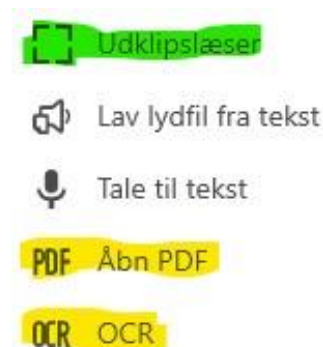 Udklipslæser
Lav lydfil fra tekst
Tale til tekst
PDF Åbn PDF
OCR OCR